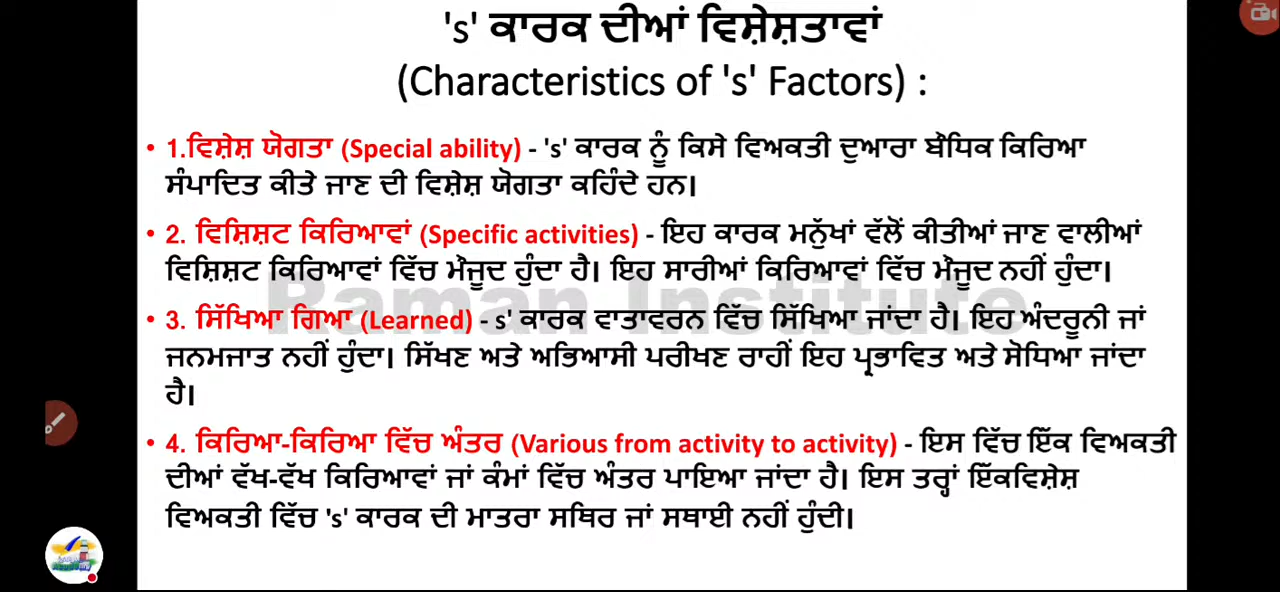 's' ਕਾਰਕ ਦੀਆਂ ਵਿਸ਼ੇਸ਼ਤਾਵਾਂ
(Characteristics of 's' Factors) :
• 1.ਵਿਸ਼ੇਸ਼ ਯੋਗਤਾ (Special ability) - 's' ਕਾਰਕ ਨੂੰ ਕਿਸੇ ਵਿਅਕਤੀ ਦੁਆਰਾ ਬੌਧਿਕ ਕਿਰਿਆ
ਸੰਪਾਦਿਤ ਕੀਤੇ ਜਾਣ ਦੀ ਵਿਸ਼ੇਸ਼ ਯੋਗਤਾ ਕਹਿੰਦੇ ਹਨ।
• 2. ਵਿਸ਼ਿਸ਼ਟ ਕਿਰਿਆਵਾਂ (Specific activities) - ਇਹ ਕਾਰਕ ਮਨੁੱਖਾਂ ਵੱਲੋਂ ਕੀਤੀਆਂ ਜਾਣ ਵਾਲੀਆਂ
ਵਿਸ਼ਿਸ਼ਟ ਕਿਰਿਆਵਾਂ ਵਿੱਚ ਮੌਜੂਦ ਹੁੰਦਾ ਹੈ। ਇਹ ਸਾਰੀਆਂ ਕਿਰਿਆਵਾਂ ਵਿੱਚ ਮੌਜੂਦ ਨਹੀਂ ਹੁੰਦਾ।
Raman Institute
• 3. ਸਿੱਖਿਆ ਗਿਆ (Learned) - s' ਕਾਰਕ ਵਾਤਾਵਰਨ ਵਿੱਚ ਸਿੱਖਿਆ ਜਾਂਦਾ ਹੈ। ਇਹ ਅੰਦਰੂਨੀ ਜਾਂ
ਜਨਮਜਾਤ ਨਹੀਂ ਹੁੰਦਾ। ਸਿੱਖਣ ਅਤੇ ਅਭਿਆਸੀ ਪਰੀਖਣ ਰਾਹੀਂ ਇਹ ਪ੍ਰਭਾਵਿਤ ਅਤੇ ਸੋਧਿਆ ਜਾਂਦਾ
ਹੈ।
• 4. ਕਿਰਿਆ-ਕਿਰਿਆ ਵਿੱਚ ਅੰਤਰ (Various from activity to activity) - ਇਸ ਵਿੱਚ ਇੱਕ ਵਿਅਕਤੀ
ਦੀਆਂ ਵੱਖ-ਵੱਖ ਕਿਰਿਆਵਾਂ ਜਾਂ ਕੰਮਾਂ ਵਿੱਚ ਅੰਤਰ ਪਾਇਆ ਜਾਂਦਾ ਹੈ। ਇਸ ਤਰ੍ਹਾਂ ਇੱਕਵਿਸ਼ੇਸ਼
ਵਿਅਕਤੀ ਵਿੱਚ 's' ਕਾਰਕ ਦੀ ਮਾਤਰਾ ਸਥਿਰ ਜਾਂ ਸਥਾਈ ਨਹੀਂ ਹੁੰਦੀ।